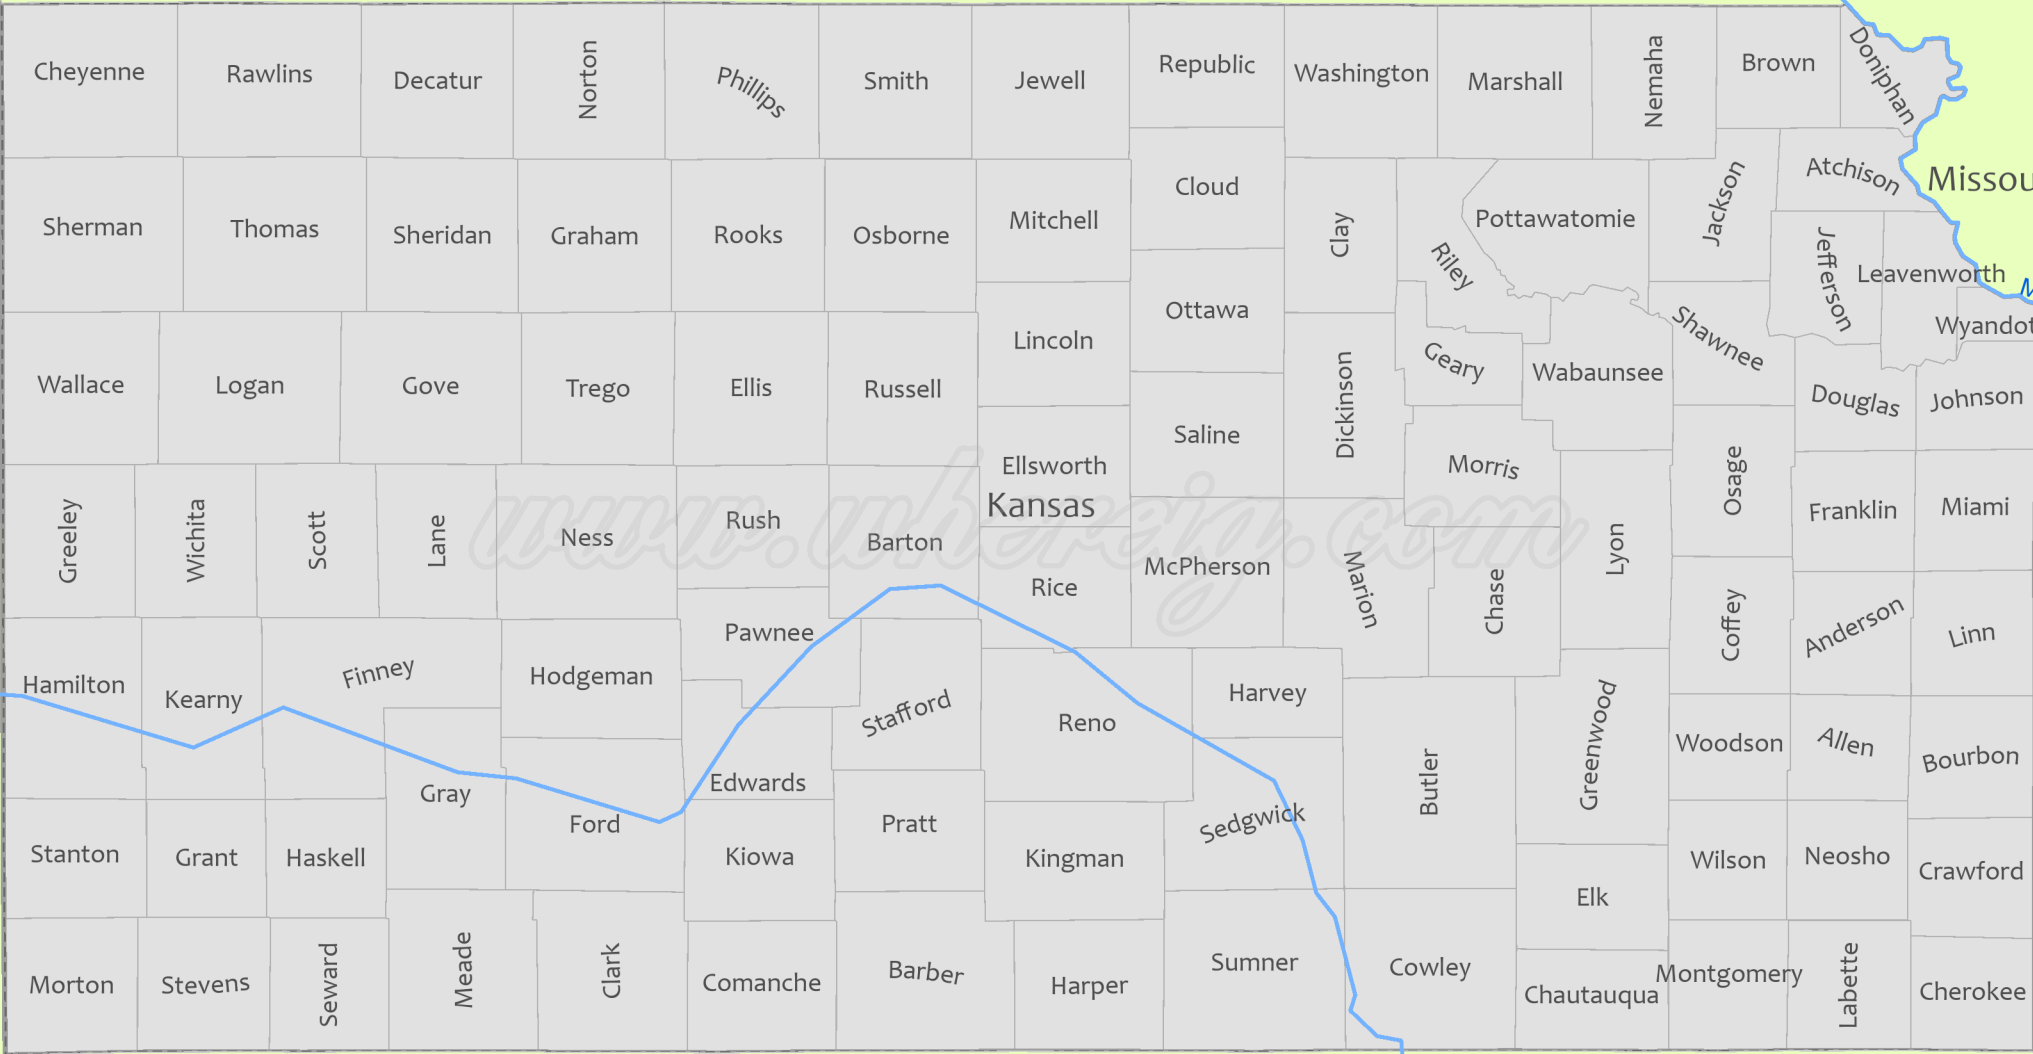 Cheyenne
Rawlins
Decatur
Norton
Phillips
Smith
Jewell
Republic
Washington
Marshall
Nemaha
Brown
Doniphan
Atchison
Missou
Sherman
Thomas
Sheridan
Graham
Rooks
Osborne
Mitchell
Cloud
Clay
Riley
Pottawatomie
Jackson
Jefferson
Leavenworth
M
Wyandot
Lincoln
Ottawa
Geary
Wabaunsee
Shawnee
Wallace
Logan
Gove
Trego
Ellis
Russell
Saline
Dickinson
Douglas
Johnson
Ellsworth
Kansas
Morris
Osage
Franklin
Miami
Greeley
Wichita
Scott
Lane
Ness
Rush
Barton
Rice
McPherson
Marion
Chase
Lyon
www.whereig.com
Coffey
Anderson
Linn
Hamilton
Kearny
Finney
Hodgeman
Pawnee
Stafford
Reno
Harvey
Butler
Greenwood
Woodson
Allen
Bourbon
Gray
Ford
Edwards
Pratt
Kiowa
Kingman
Sedgwick
Stanton
Grant
Haskell
Elk
Wilson
Neosho
Crawford
Morton
Stevens
Seward
Meade
Clark
Comanche
Barber
Harper
Sumner
Cowley
Chautauqua
Montgomery
Labette
Cherokee